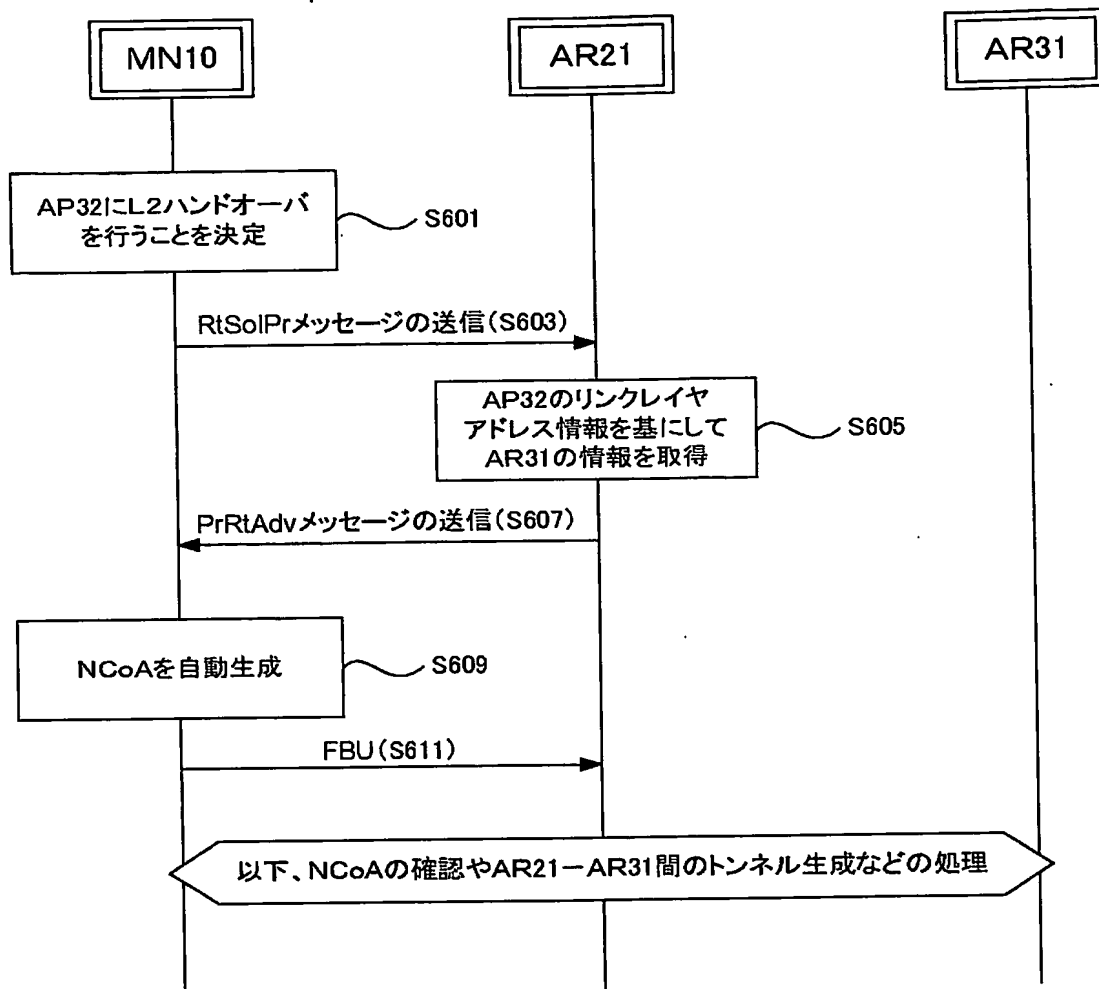 MN10
AR21
AR31
AP32にL2ハンドオーバ
を行うことを決定
S601
RtSolPrメッセージの送信(S603)
AP32のリンクレイヤ
アドレス情報を基にして
AR31の情報を取得
S605
PrRtAdvメッセージの送信(S607)
NCoAを自動生成
S609
FBU(S611)
以下、NCoAの確認やAR21－AR31間のトンネル生成などの処理